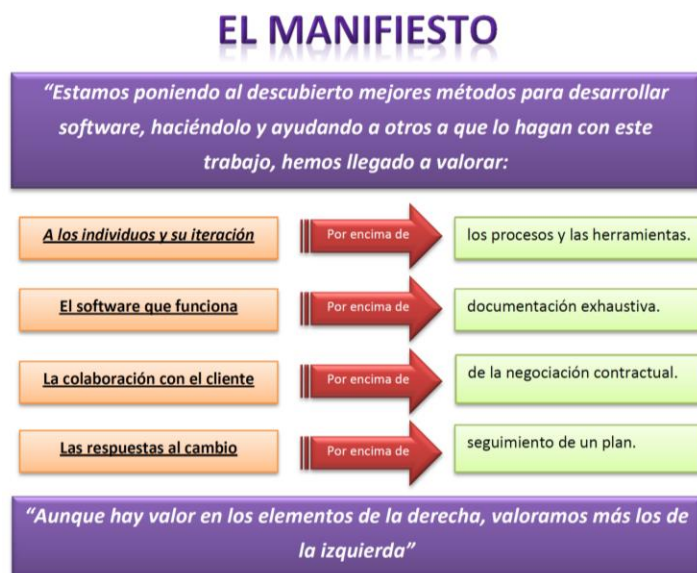 EL MANIFIESTO
“Estamos poniendo al descubierto mejores métodos para desarrollar
software, haciéndolo y ayudando a otros a que lo hagan con este
trabajo, hemos llegado a valorar:
A los individuos y su iteración Por encima de los procesos y las herramientas.
El software que funciona Por encima de documentación exhaustiva.
La colaboración con el cliente Por encima de de la negociación contractual.
Las respuestas al cambio Por encima de seguimiento de un plan.
“Aunque hay valor en los elementos de la derecha, valoramos más los de
la izquierda”